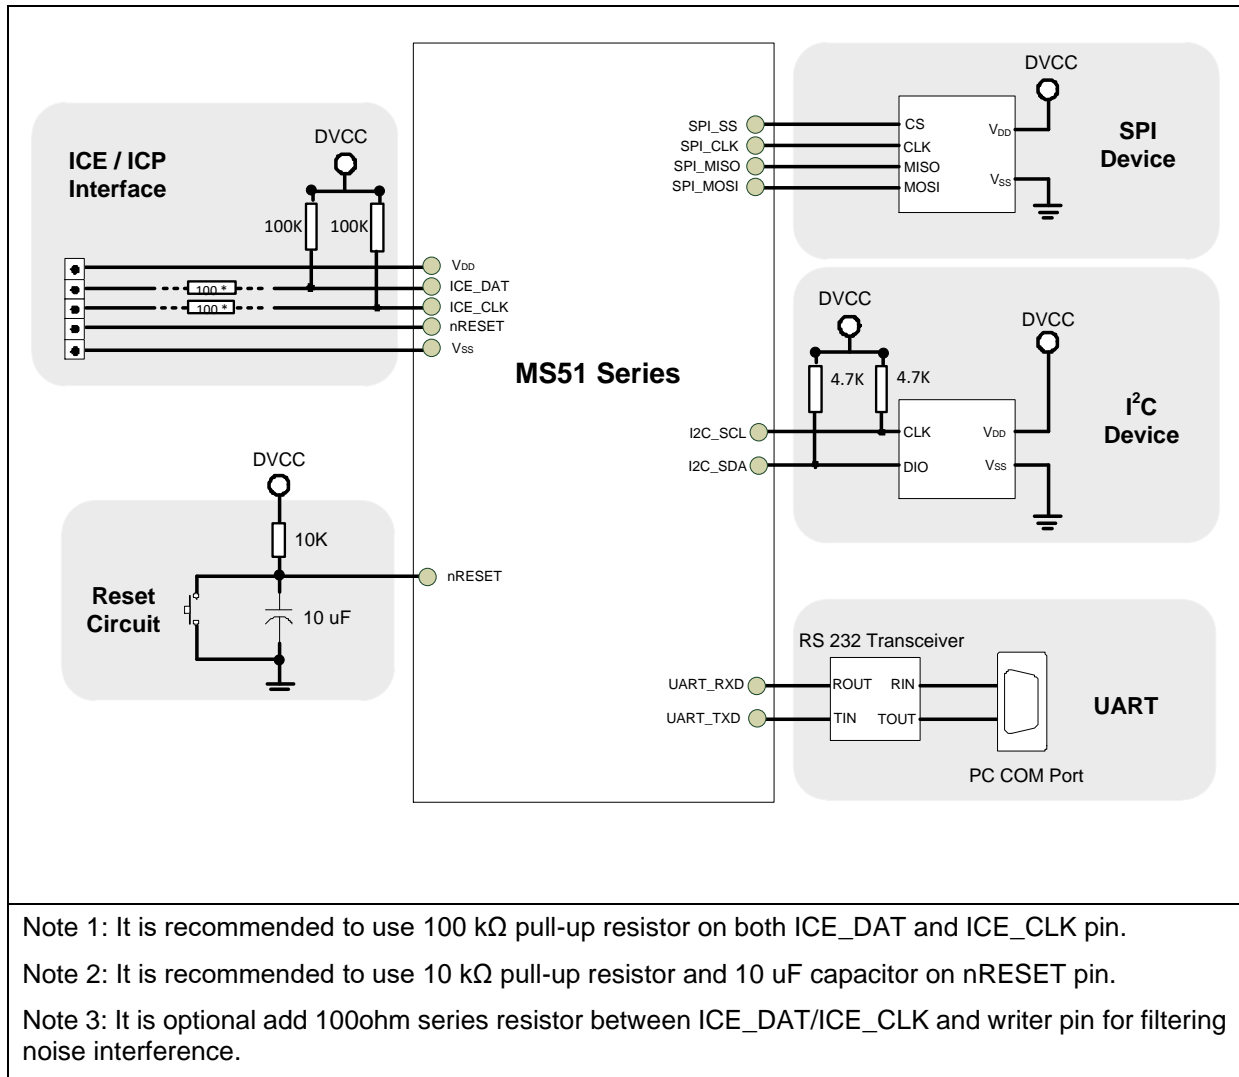 ICE / ICP
Interface
DVCC
100K
100K
100 *
100 *
VDD
ICE_DAT
ICE_CLK
nRESET
VSS
DVCC
10K
10 uF
Reset
Circuit
nRESET
MS51 Series
SPI_SS
SPI_CLK
SPI_MISO
SPI_MOSI
CS
CLK
MISO
MOSI
VDD
VSS
DVCC
SPI
Device
DVCC
4.7K
4.7K
I2C_SCL
I2C_SDA
CLK
DIO
VDD
VSS
DVCC
I²C
Device
RS 232 Transceiver
UART_RXD
UART_TXD
ROUT
RIN
TIN
TOUT
UART
PC COM Port
Note 1: It is recommended to use 100 kΩ pull-up resistor on both ICE_DAT and ICE_CLK pin.
Note 2: It is recommended to use 10 kΩ pull-up resistor and 10 uF capacitor on nRESET pin.
Note 3: It is optional add 100ohm series resistor between ICE_DAT/ICE_CLK and writer pin for filtering
noise interference.